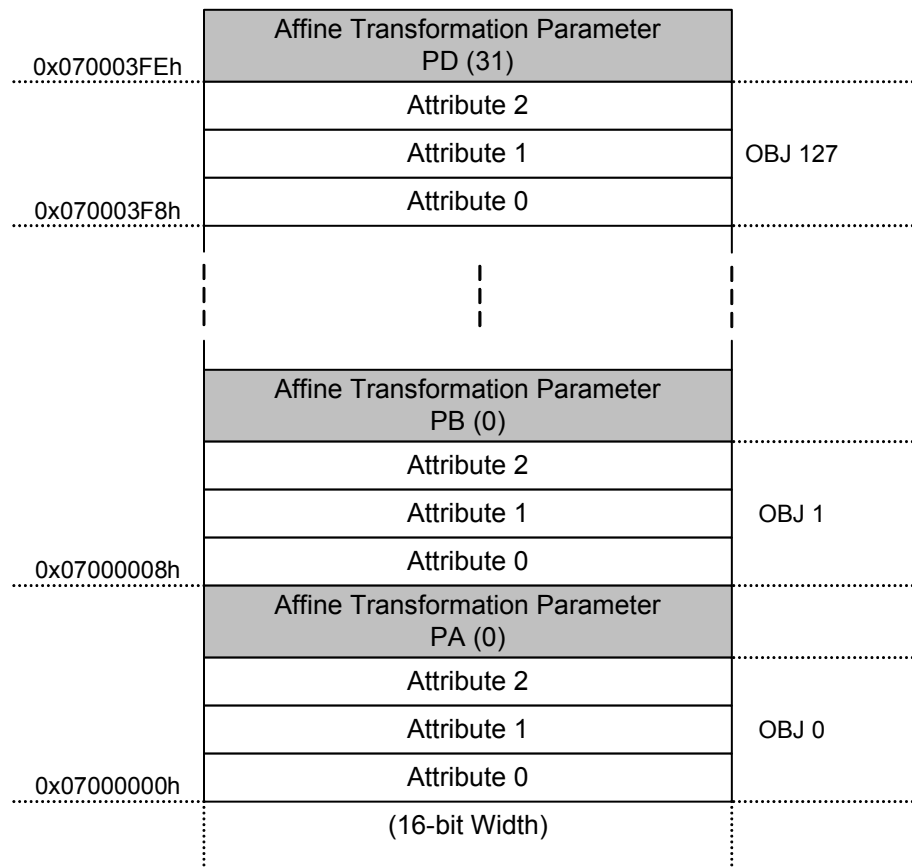 Affine Transformation Parameter
PD (31)
0x070003FEh
Attribute 2
Attribute 1
OBJ 127
Attribute 0
0x070003F8h
Affine Transformation Parameter
PB (0)
Attribute 2
Attribute 1
OBJ 1
Attribute 0
0x07000008h
Affine Transformation Parameter
PA (0)
Attribute 2
Attribute 1
OBJ 0
Attribute 0
0x07000000h
(16-bit Width)